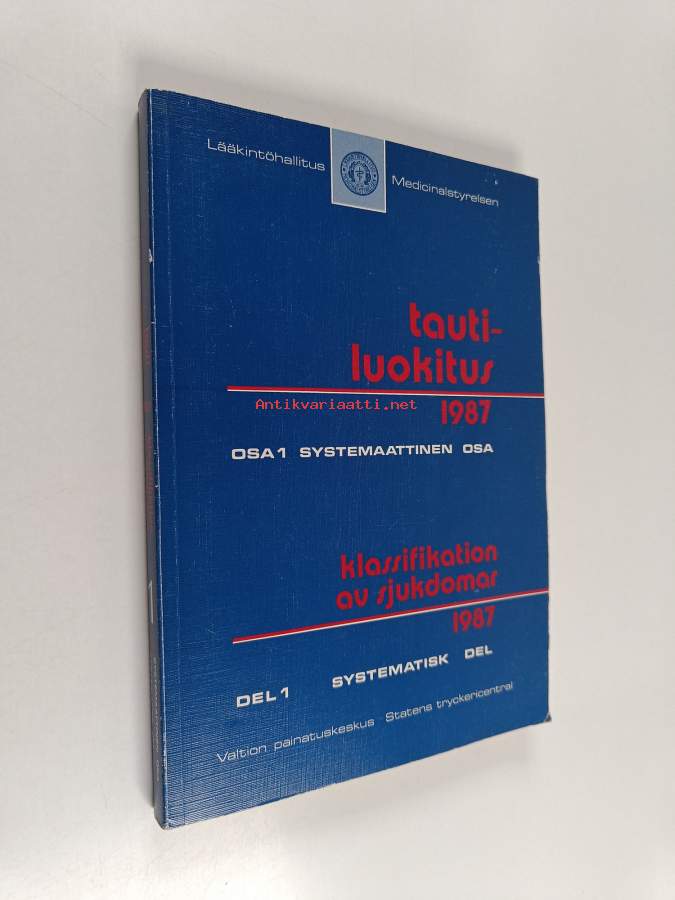 Lääkintöhallitus
Medicinalstyrelsen
tauti-
luokitus
1987
Antikvariaatti.net
OSA 1 SYSTEMAATTINEN OSA
klassifikation
av sjukdomar
1987
DEL 1 SYSTEMATISK DEL
Valtion painatuskeskus Statens tryckericentral
1